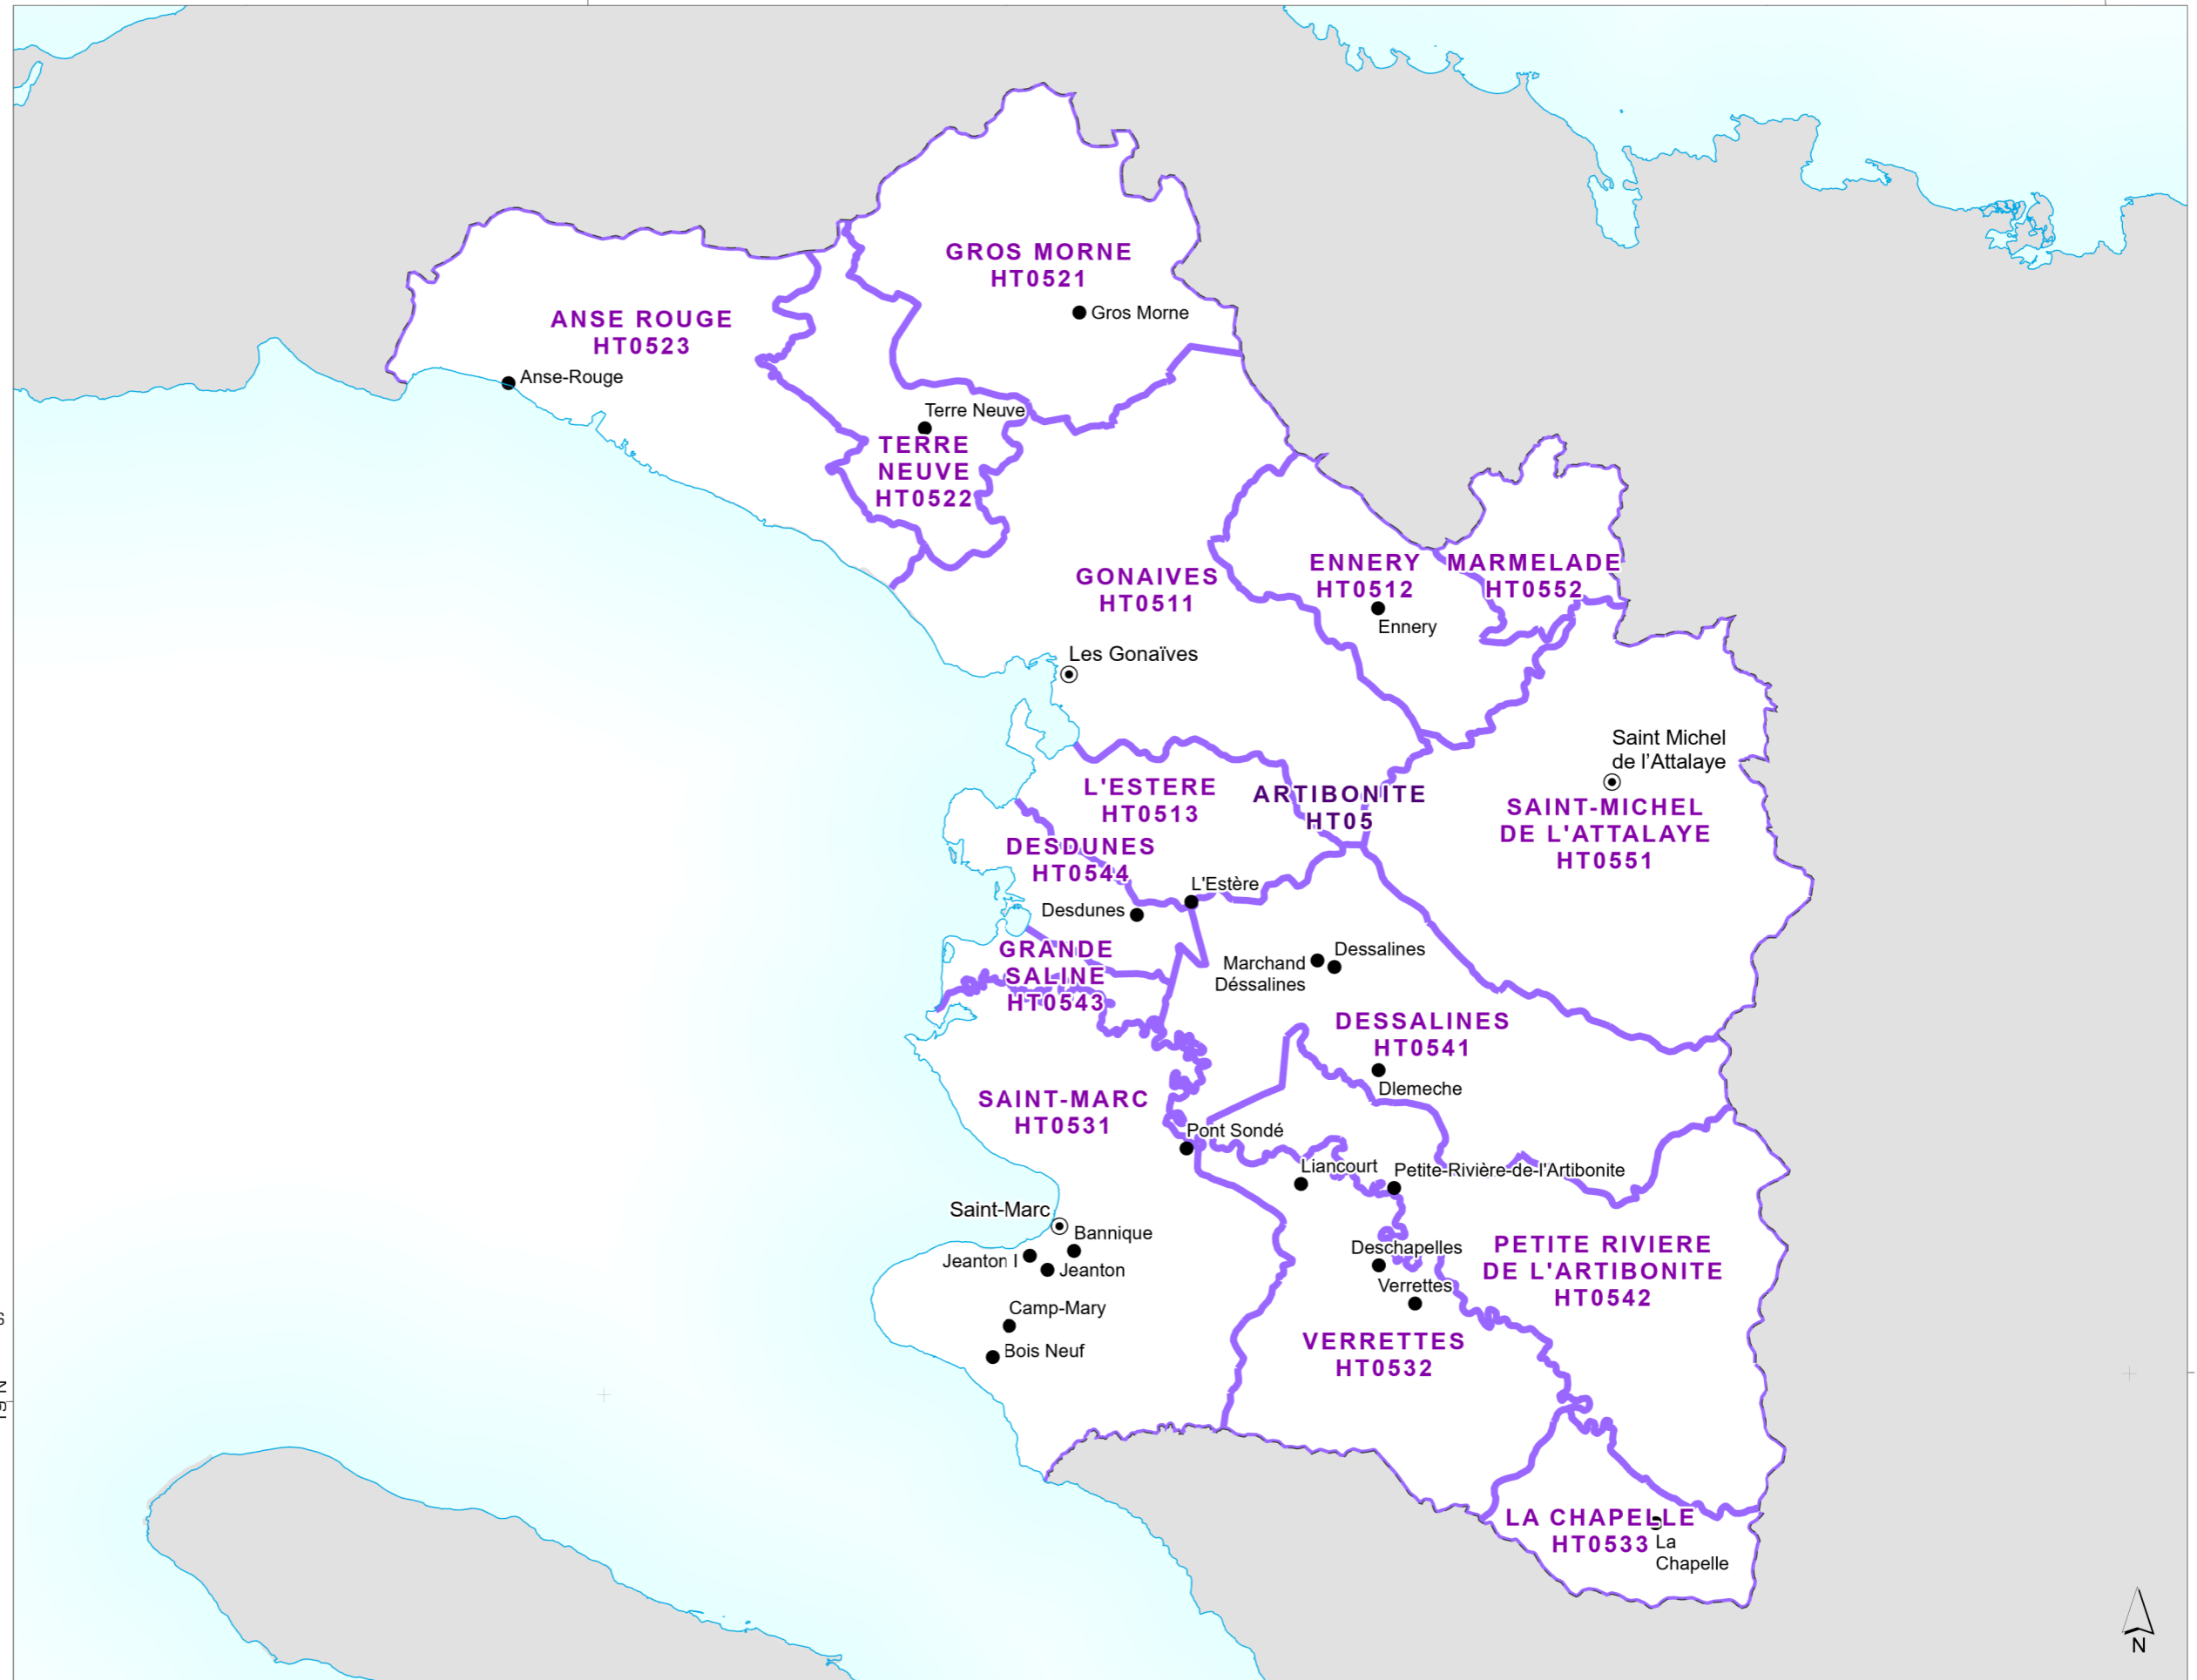 GROS MORNE
HT0521
Gros Morne
ANSE ROUGE
HT0523
Anse-Rouge
Terre Neuve
TERRE
NEUVE
HT0522
GONAIVES
HT0511
ENNERY
HT0512
Ennery
MARMELADE
HT0552
Les Gonaïves
Saint Michel
de l'Attalaye
SAINT-MICHEL
DE L'ATTALAYE
HT0551
L'ESTERE
HT0513
ARTIBONITE
HT05
DESDUNES
HT0544
L'Estère
Desdunes
GRANDE
SALINE
HT0543
Marchand
Déssalines
Dessalines
DESSALINES
HT0541
Dlemeche
SAINT-MARC
HT0531
Pont Sondé
Liancourt
Petite-Rivière-de-l'Artibonite
Saint-Marc
Bannique
Jeanton I
Jeanton
Camp-Mary
Bois Neuf
Deschapelles
Verrettes
PETITE RIVIERE
DE L'ARTIBONITE
HT0542
VERRETTES
HT0532
LA CHAPELLE
HT0533
La
Chapelle
N